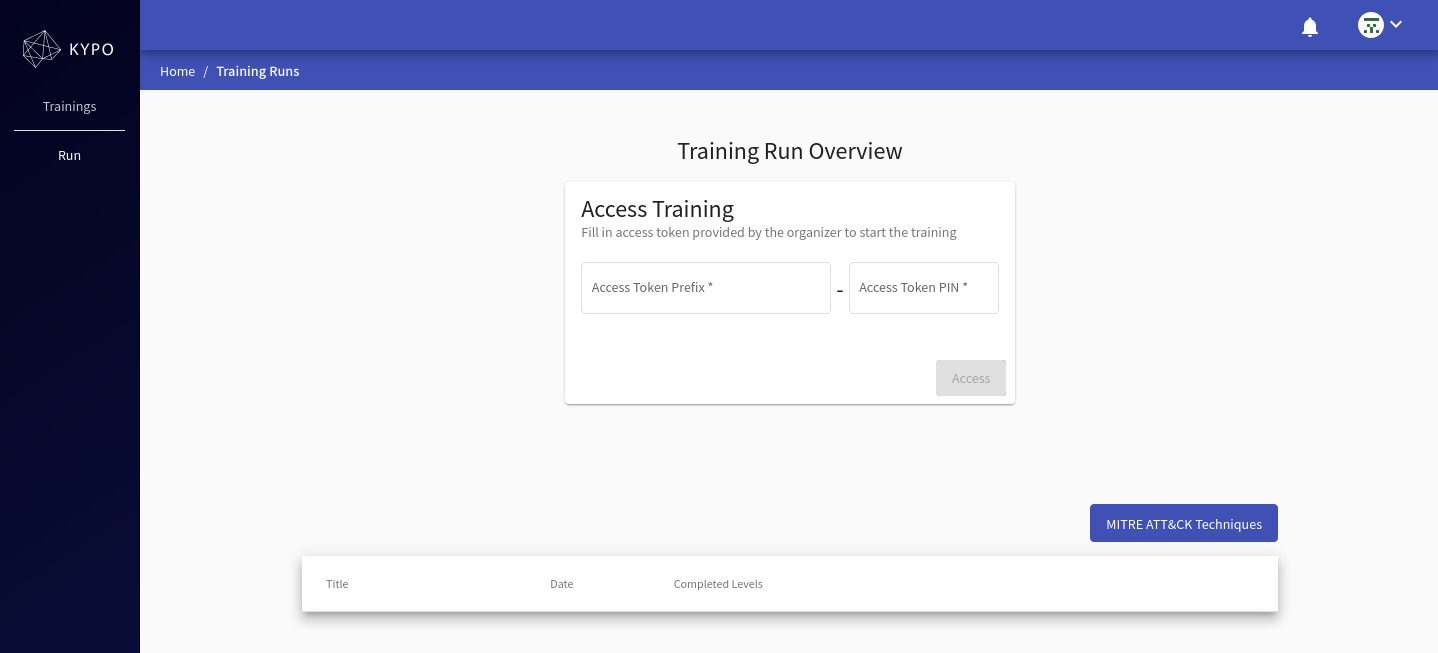 KYPO
Home / Training Runs
Trainings
Run
Training Run Overview
Access Training
Fill in access token provided by the organizer to start the training
Access Token Prefix * - Access Token PIN *
Access
MITRE ATT&CK Techniques
Title Date Completed Levels